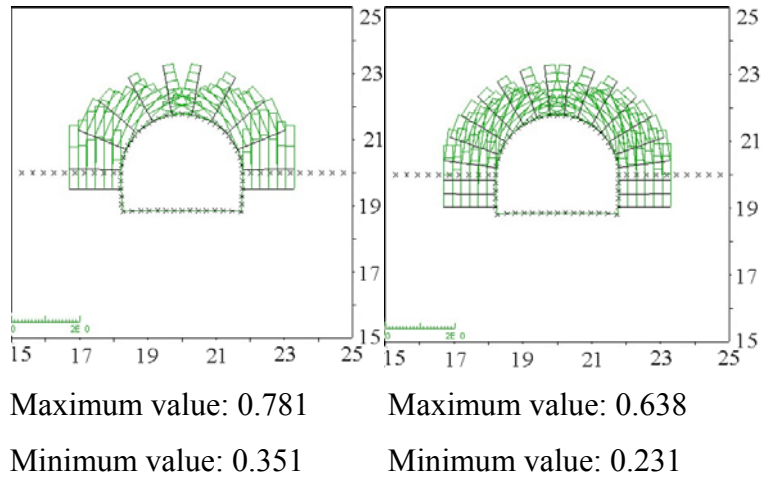 25
23
21
19
17
15
0 2E 0
15 17 19 21 23 25
25
23
21
19
17
15
0 2E 0
15 17 19 21 23 25
Maximum value: 0.781
Maximum value: 0.638
Minimum value: 0.351
Minimum value: 0.231